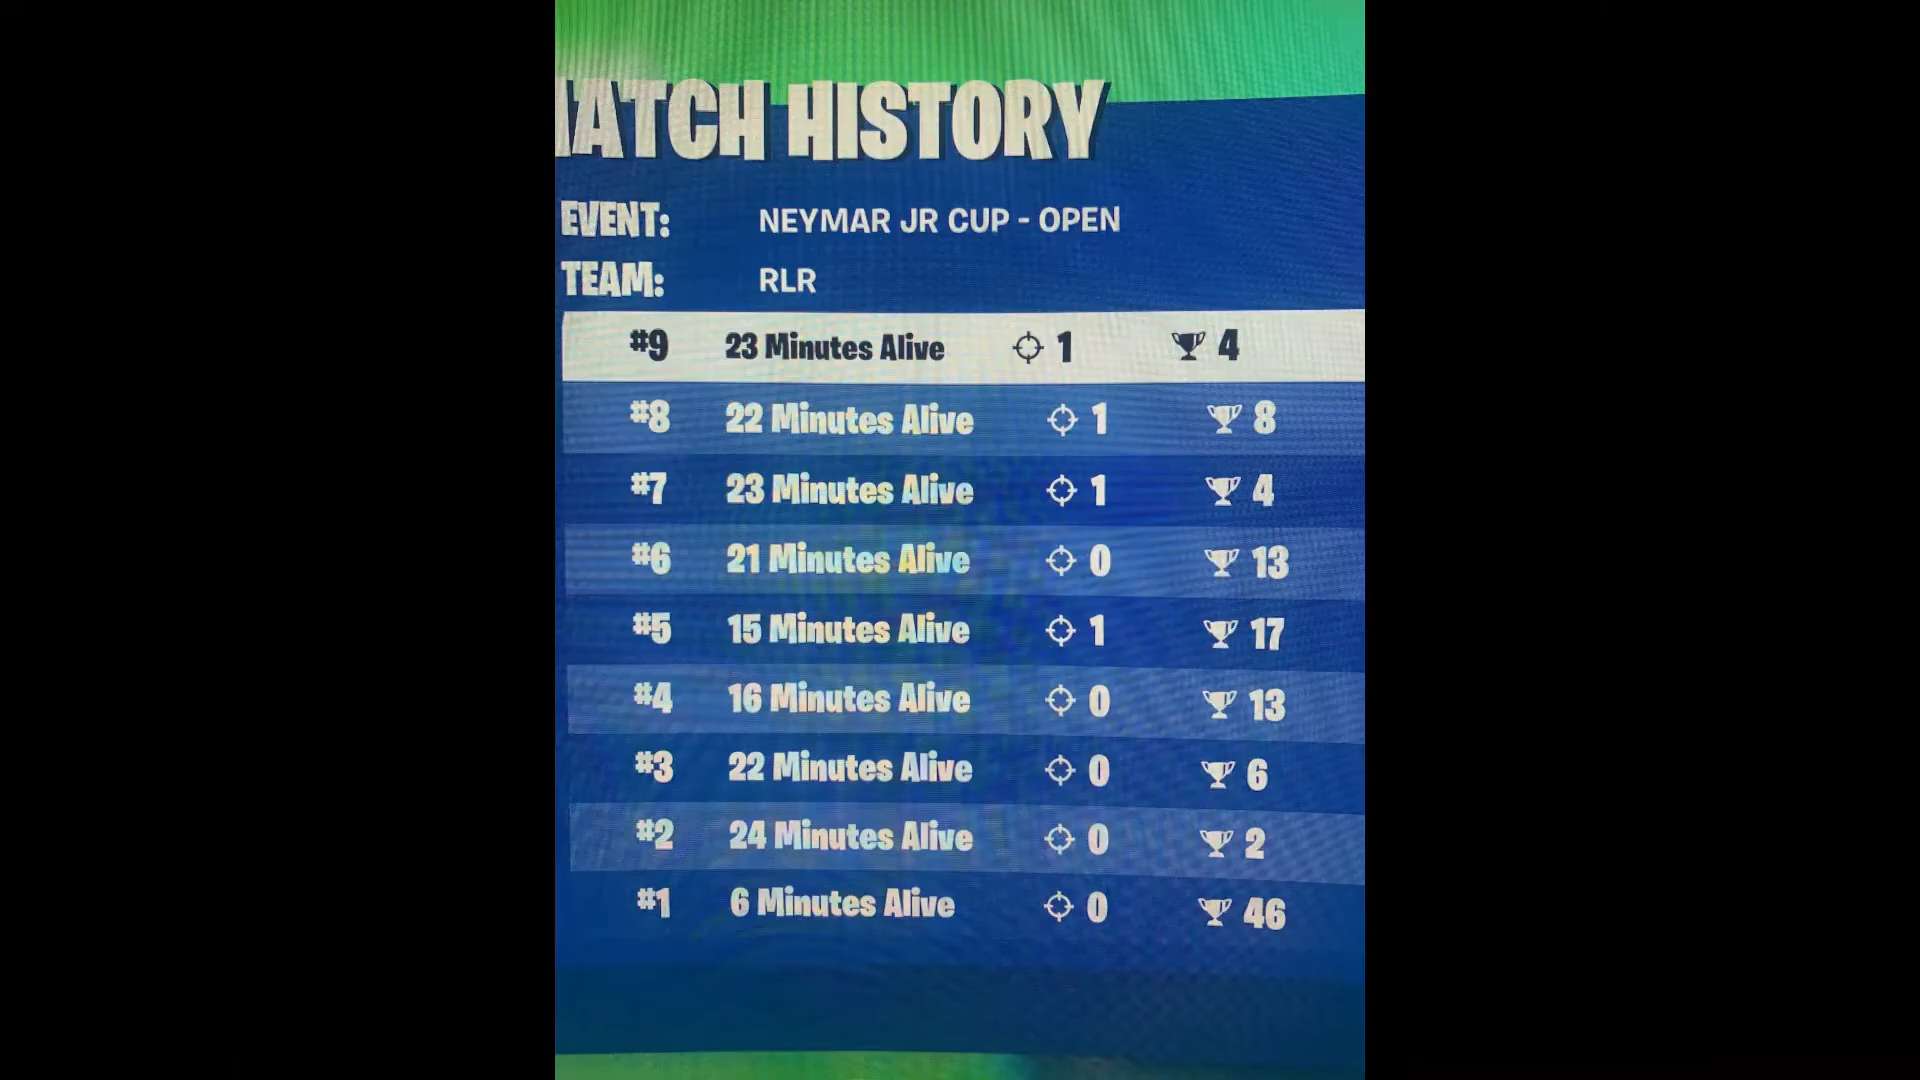 MATCH HISTORY
EVENT: NEYMAR JR CUP - OPEN
TEAM: RLR
#9 23 Minutes Alive 1 4
#8 22 Minutes Alive 1 8
#7 23 Minutes Alive 1 4
#6 21 Minutes Alive 0 13
#5 15 Minutes Alive 1 17
#4 16 Minutes Alive 0 13
#3 22 Minutes Alive 0 6
#2 24 Minutes Alive 0 2
#1 6 Minutes Alive 0 46